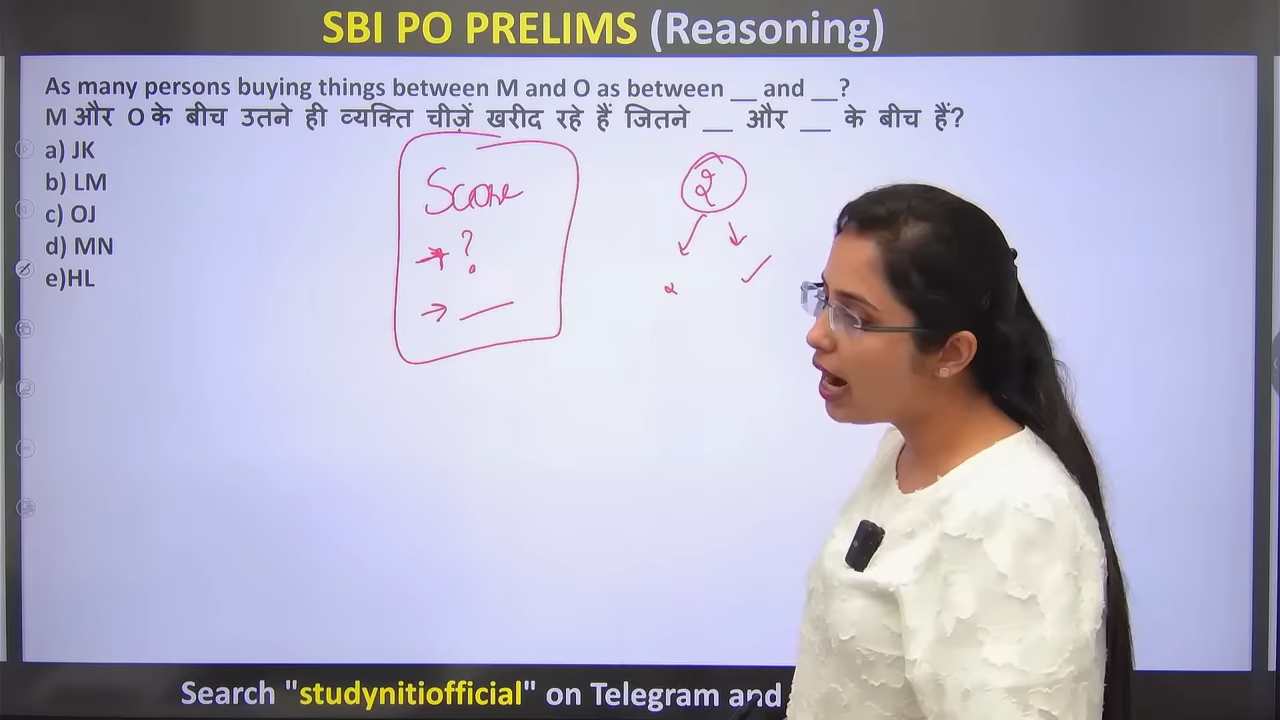 SBI PO PRELIMS (Reasoning)
As many persons buying things between M and O as between __ and __?
M और O के बीच उतने ही व्यक्ति चीज़ें खरीद रहे हैं जितने __ और __ के बीच हैं?
a) JK
b) LM
c) OJ
d) MN
e)HL
Score
→ ?
→ —
2
Search "studynitiofficial" on Telegram and